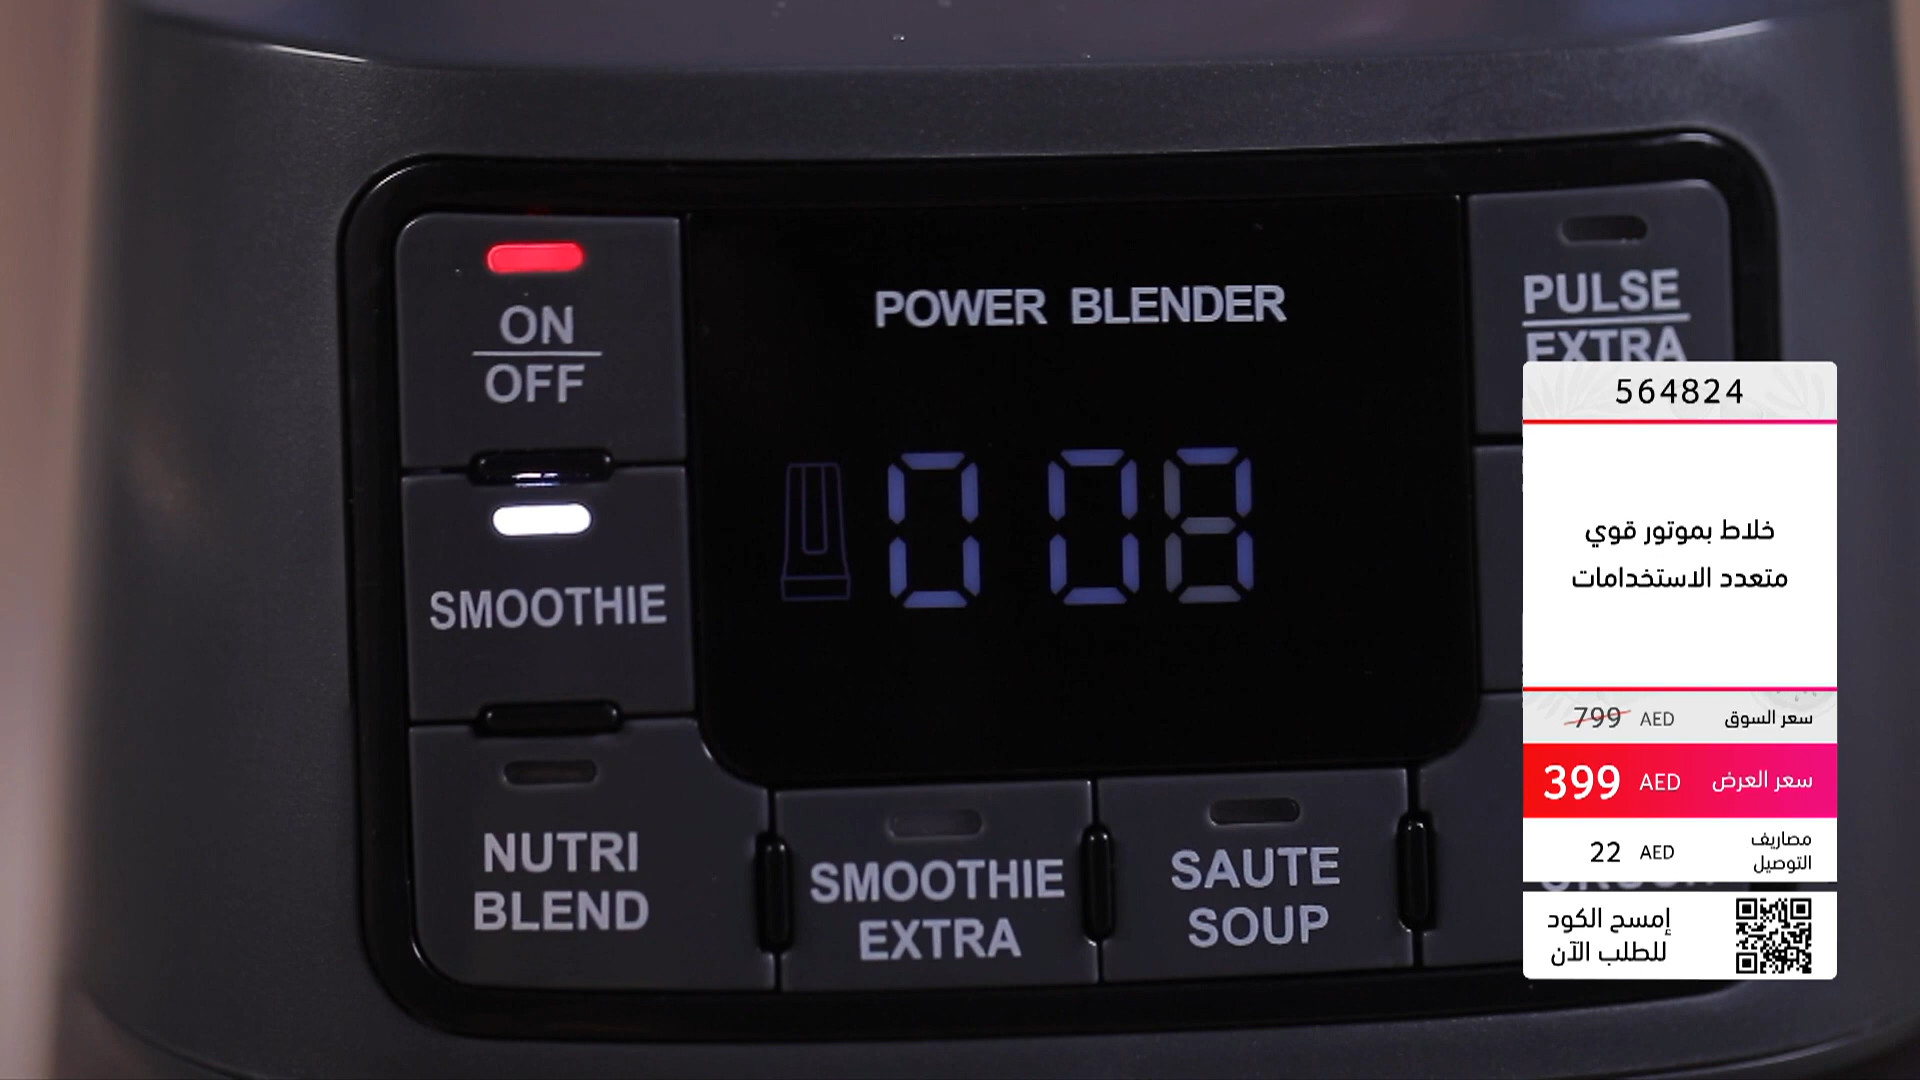 ON
OFF
SMOOTHIE
NUTRI
BLEND
POWER BLENDER
SMOOTHIE
EXTRA
SAUTE
SOUP
PULSE
EXTRA
564824
خلاط بموتور قوي
متعدد الاستخدامات
سعر السوق AED 799
سعر العرض AED 399
مصاريف
التوصيل
AED 22
إمسح الكود
للطلب الآن